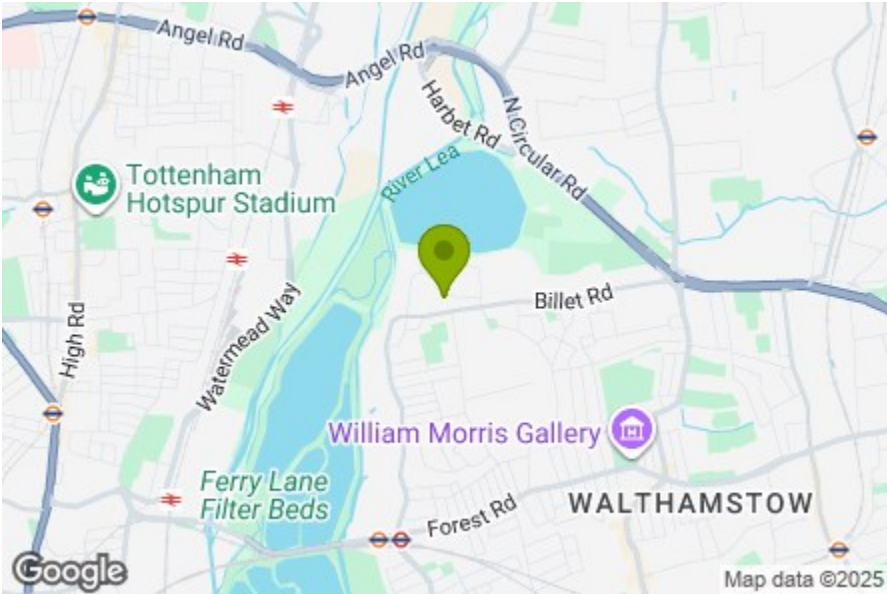 Angel Rd
Angel Rd
Harbet Rd
N Circular Rd
River Lea
Tottenham
Hotspur Stadium
Billet Rd
High Rd
Watermead Way
William Morris Gallery
Ferry Lane
Filter Beds
Forest Rd
WALTHAMSTOW
Google
Map data ©2025